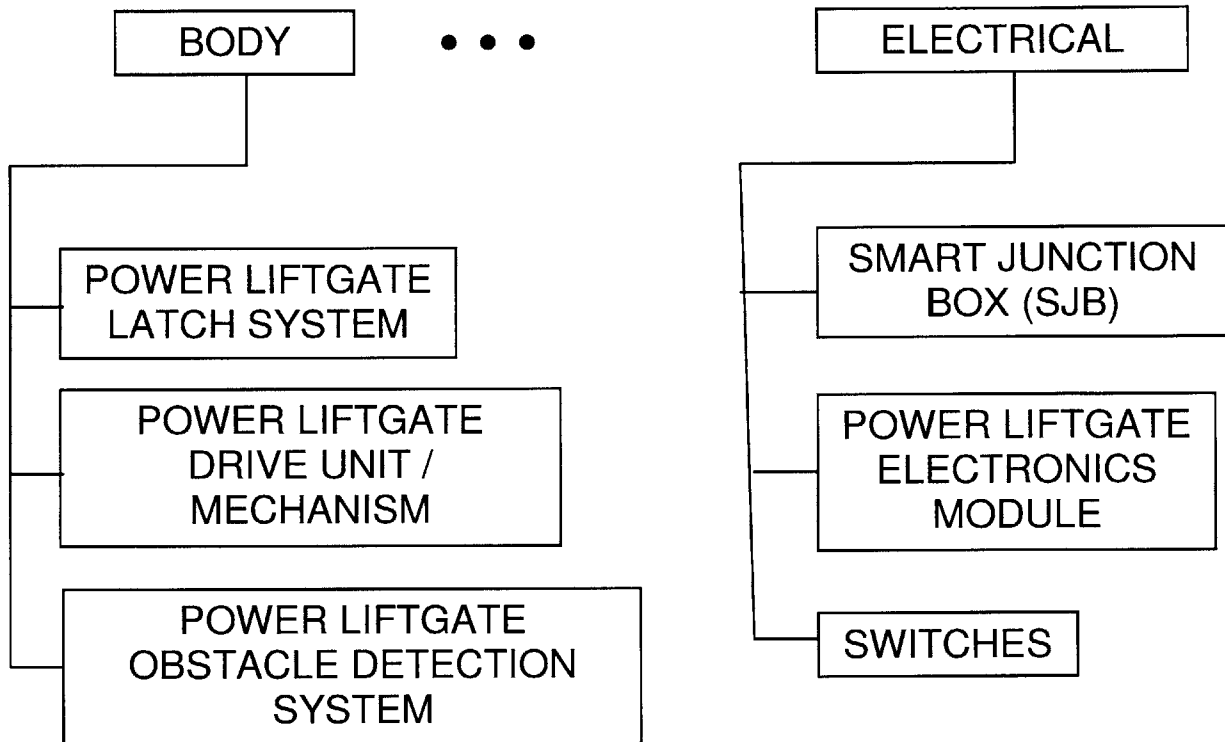 BODY
• • •
ELECTRICAL
POWER LIFTGATE
LATCH SYSTEM
POWER LIFTGATE
DRIVE UNIT /
MECHANISM
POWER LIFTGATE
OBSTACLE DETECTION
SYSTEM
SMART JUNCTION
BOX (SJB)
POWER LIFTGATE
ELECTRONICS
MODULE
SWITCHES